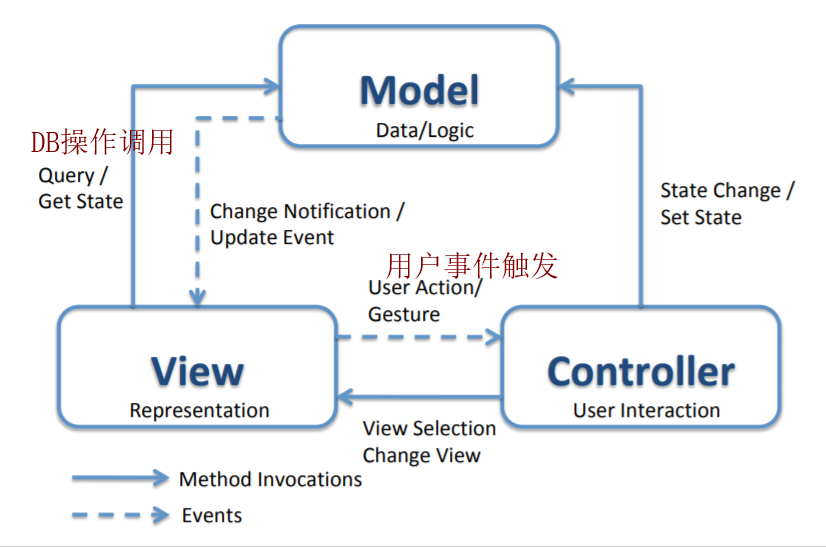 Model
Data/Logic
DB操作调用
Query /
Get State
Change Notification /
Update Event
State Change /
Set State
用户事件触发
User Action/
Gesture
View
Representation
Controller
User Interaction
View Selection
Change View
Method Invocations
Events